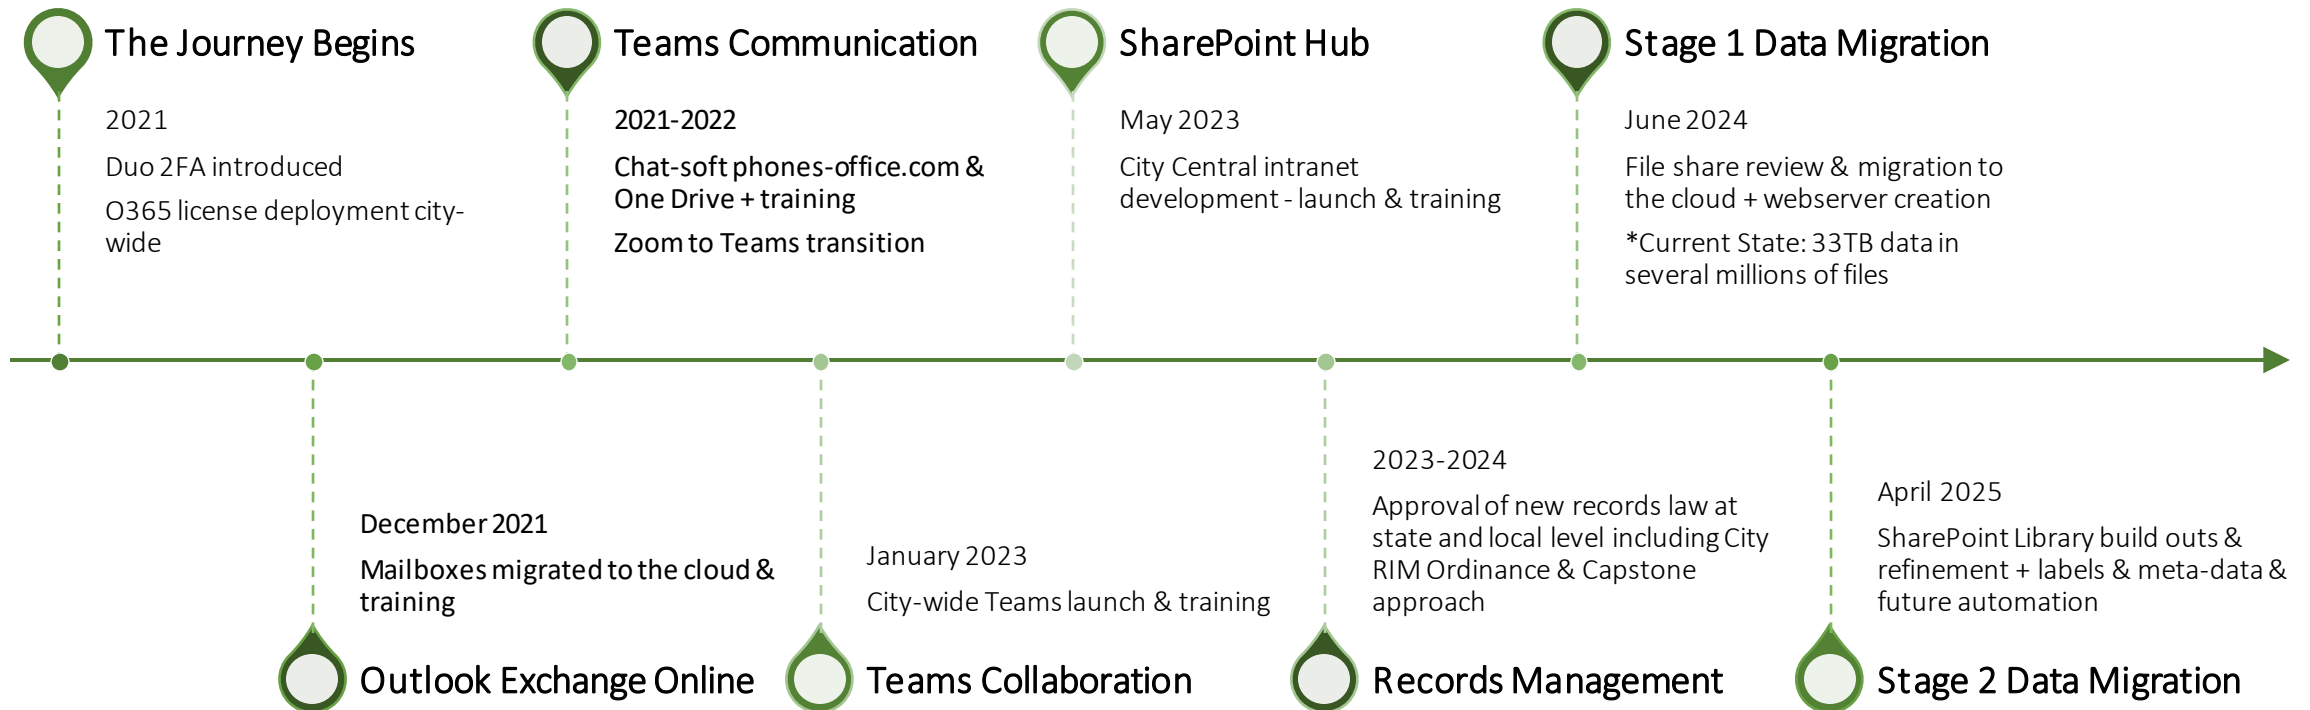 The Journey Begins
2021
Duo 2FA introduced
O365 license deployment city-
wide
Outlook Exchange Online
December 2021
Mailboxes migrated to the cloud &
training
Teams Communication
2021-2022
Chat-soft phones-office.com &
One Drive + training
Zoom to Teams transition
Teams Collaboration
January 2023
City-wide Teams launch & training
SharePoint Hub
May 2023
City Central intranet
development - launch & training
Records Management
2023-2024
Approval of new records law at
state and local level including City
RIM Ordinance & Capstone
approach
Stage 1 Data Migration
June 2024
File share review & migration to
the cloud + webserver creation
*Current State: 33TB data in
several millions of files
Stage 2 Data Migration
April 2025
SharePoint Library build outs &
refinement + labels & meta-data &
future automation